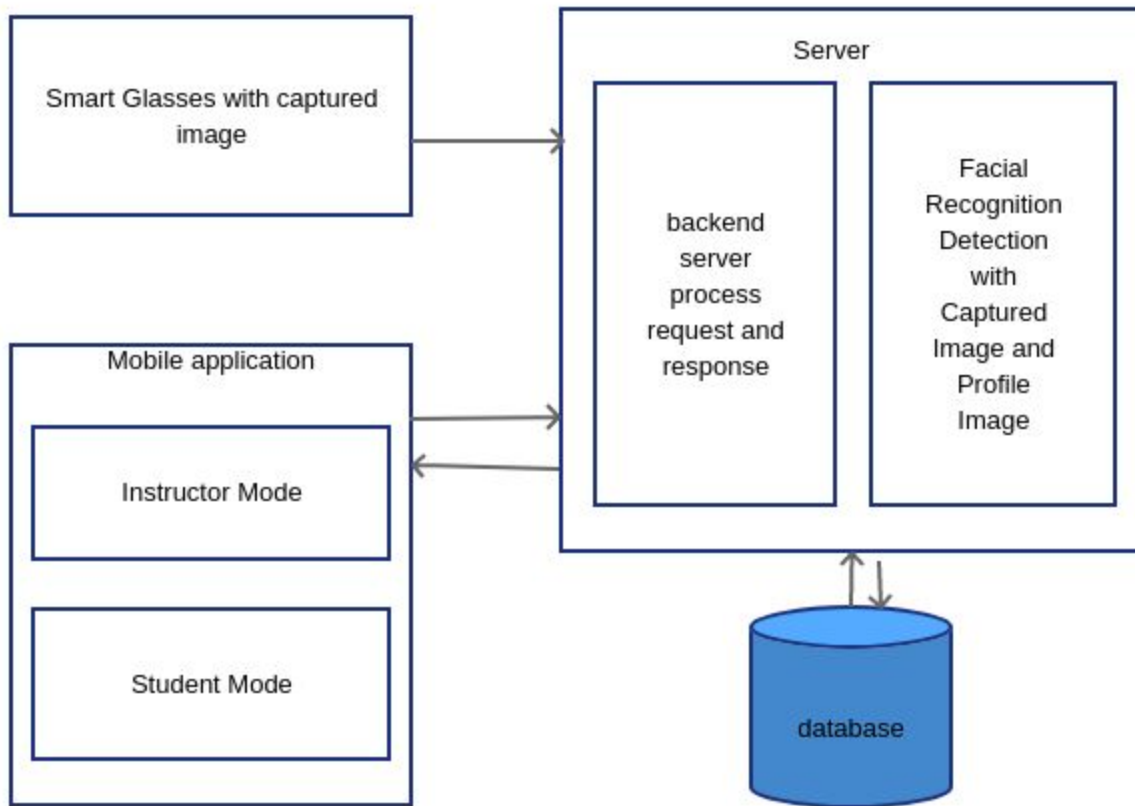 Smart Glasses with captured
image
Server
backend
server
process
request and
response
Facial
Recognition
Detection
with
Captured
Image and
Profile
Image
Mobile application
Instructor Mode
Student Mode
database